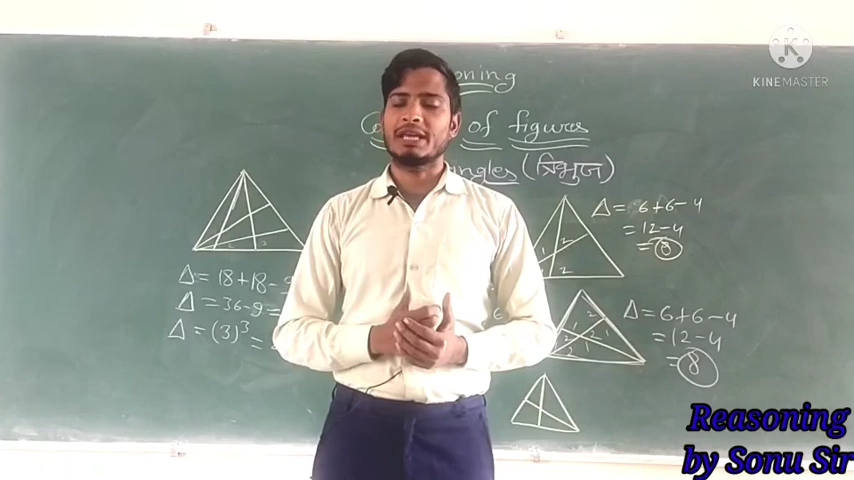 KINEMASTER
of figures
(त्रिभुज)
Δ = 6+6-4
= 12-4
= 8
Δ = 18+18-9
Δ = 36-9=
Δ = (3)³
=
Δ = 6+6-4
= 12-4
= 8
Reasoning
by Sonu Sir